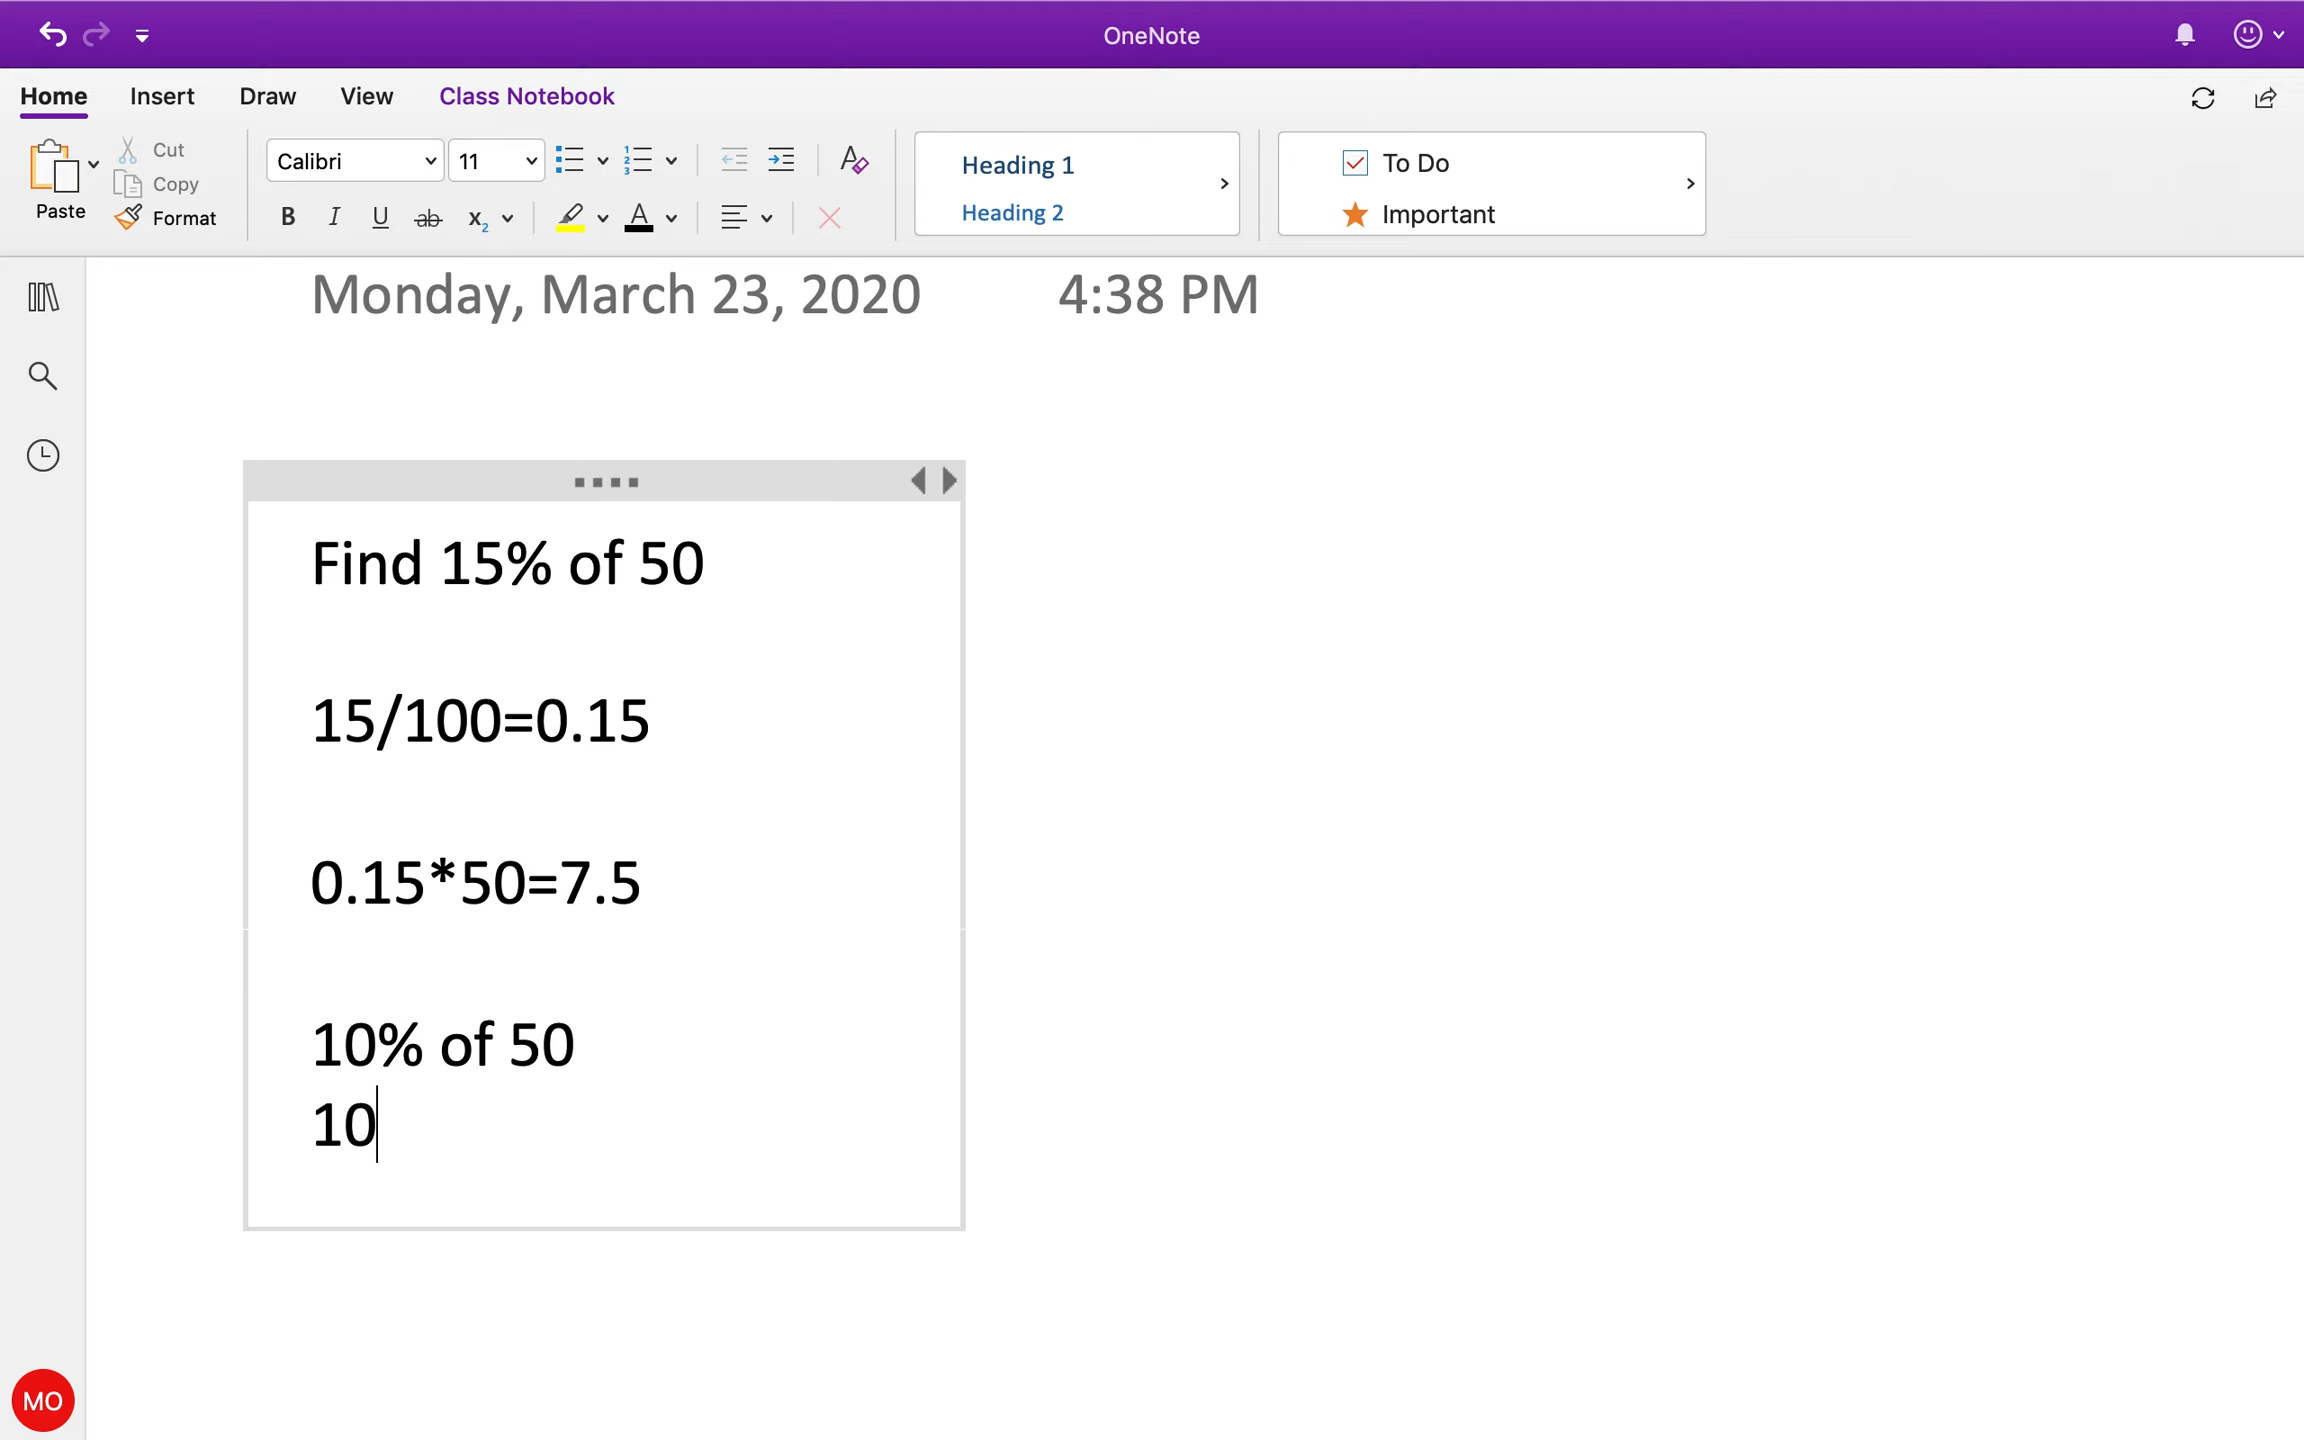 OneNote
Home Insert Draw View Class Notebook
Paste
Cut
Copy
Format
Calibri 11
B I U ab x2 A
Heading 1
Heading 2
To Do
Important
Monday, March 23, 2020 4:38 PM
Find 15% of 50
15/100=0.15
0.15*50=7.5
10% of 50
10
MO